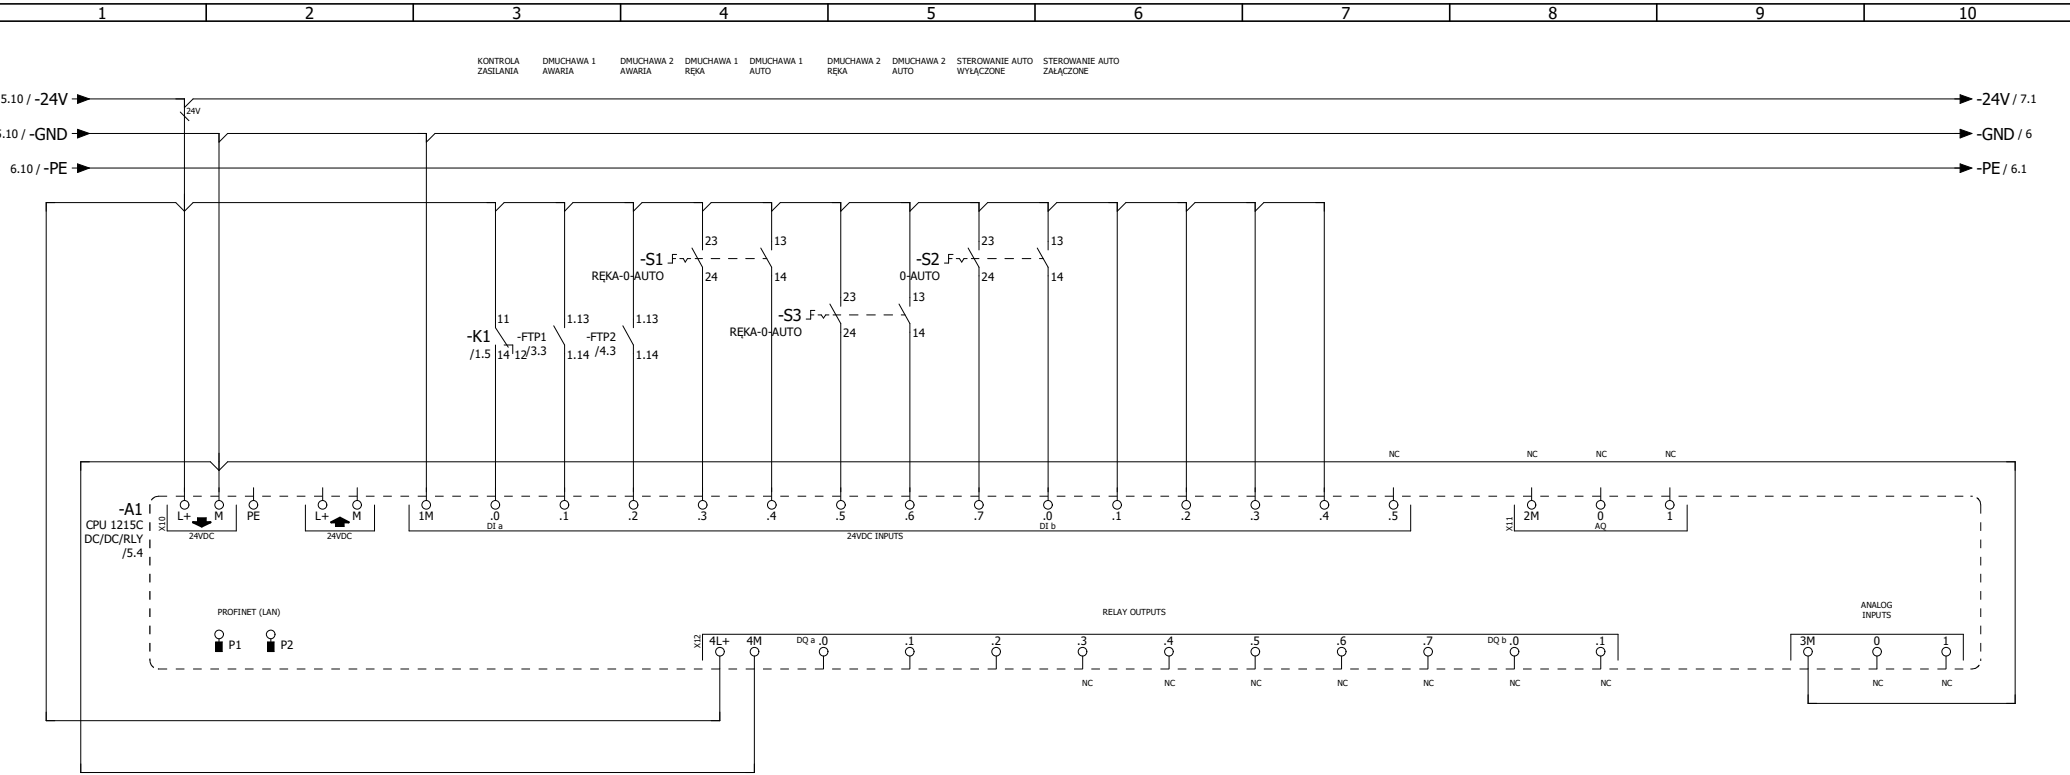 1 2 3 4 5 6 7 8 9 10
KONTROLA ZASILANIA
DMUCHAWA 1 AWARIA
DMUCHAWA 2 AWARIA
DMUCHAWA 1 RĘKA
DMUCHAWA 1 AUTO
DMUCHAWA 2 RĘKA
DMUCHAWA 2 AUTO
STEROWANIE AUTO WYŁĄCZONE
STEROWANIE AUTO ZAŁĄCZONE
5.10 / -24V
24V
-24V / 7.1
.10 / -GND
-GND / 6
6.10 / -PE
-PE / 6.1
23 13 23 13
-S1 -S2
RĘKA-0-AUTO 24 14 0-AUTO 24 14
23 13
-S3
RĘKA-0-AUTO 24 14
11 1.13 1.13
-K1 -FTP1 -FTP2
/1.5 14 12 /3.3 1.14 /4.3 1.14
NC NC NC NC
-A1
CPU 1215C
DC/DC/RLY
/5.4
X10 L+ M PE L+ M 1M .0 .1 .2 .3 .4 .5 .6 .7 .0 .1 .2 .3 .4 .5 X11 2M 0 1
DI a DI b AQ
24VDC 24VDC 24VDC INPUTS
PROFINET (LAN)
RELAY OUTPUTS
ANALOG
INPUTS
P1 P2
X12 4L+ 4M DQ a .0 .1 .2 .3 .4 .5 .6 .7 DQ b .0 .1 3M 0 1
NC NC NC NC NC NC NC NC NC